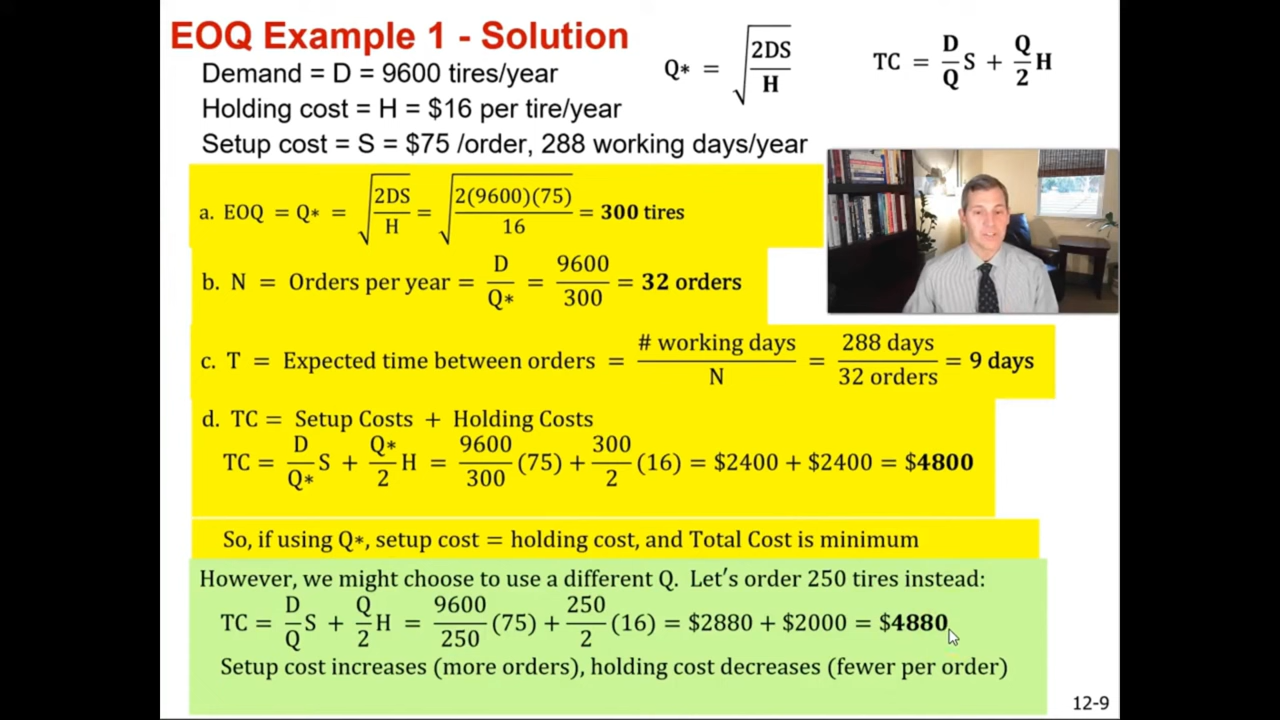 EOQ Example 1 - Solution
Demand = D = 9600 tires/year
Holding cost = H = $16 per tire/year
Setup cost = S = $75 /order, 288 working days/year
Q* = √(2DS/H)
TC = D/Q S + Q/2 H
a. EOQ = Q* = √(2DS/H) = √(2(9600)(75)/16) = 300 tires
b. N = Orders per year = D/Q* = 9600/300 = 32 orders
c. T = Expected time between orders = # working days/N = 288 days/32 orders = 9 days
d. TC = Setup Costs + Holding Costs
TC = D/Q* S + Q*/2 H = 9600/300 (75) + 300/2 (16) = $2400 + $2400 = $4800
So, if using Q*, setup cost = holding cost, and Total Cost is minimum
However, we might choose to use a different Q. Let's order 250 tires instead:
TC = D/Q S + Q/2 H = 9600/250 (75) + 250/2 (16) = $2880 + $2000 = $4880
Setup cost increases (more orders), holding cost decreases (fewer per order)
12-9